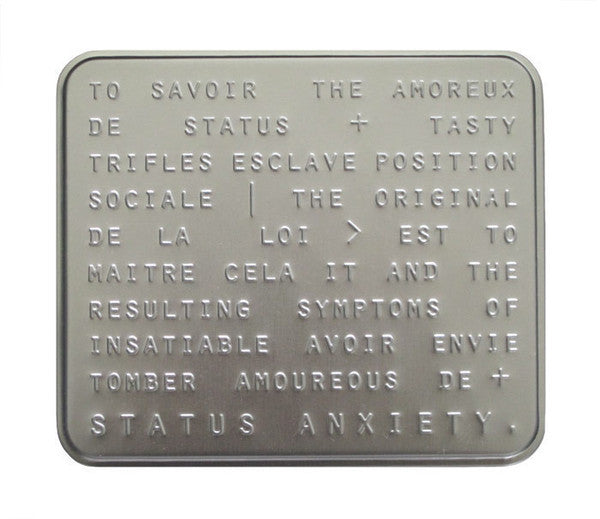 TO SAVOIR THE AMOREUX
DE STATUS + TASTY
TRIFLES ESCLAVE POSITION
SOCIALE | THE ORIGINAL
DE LA LOI > EST TO
MAITRE CELA IT AND THE
RESULTING SYMPTOMS OF
INSATIABLE AVOIR ENVIE
TOMBER AMOUREOUS DE +
STATUS ANXIETY.